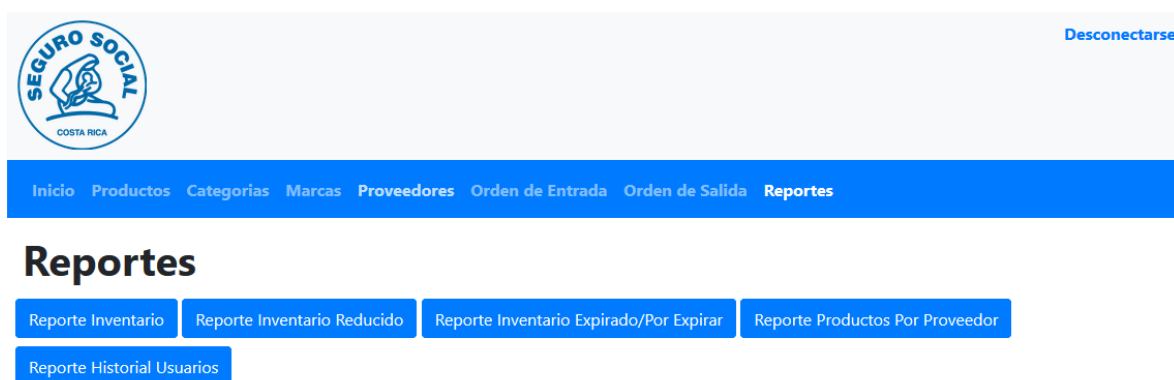 SEGURO SOCIAL
COSTA RICA
Desconectarse
Inicio Productos Categorias Marcas Proveedores Orden de Entrada Orden de Salida Reportes
Reportes
Reporte Inventario Reporte Inventario Reducido Reporte Inventario Expirado/Por Expirar Reporte Productos Por Proveedor
Reporte Historial Usuarios